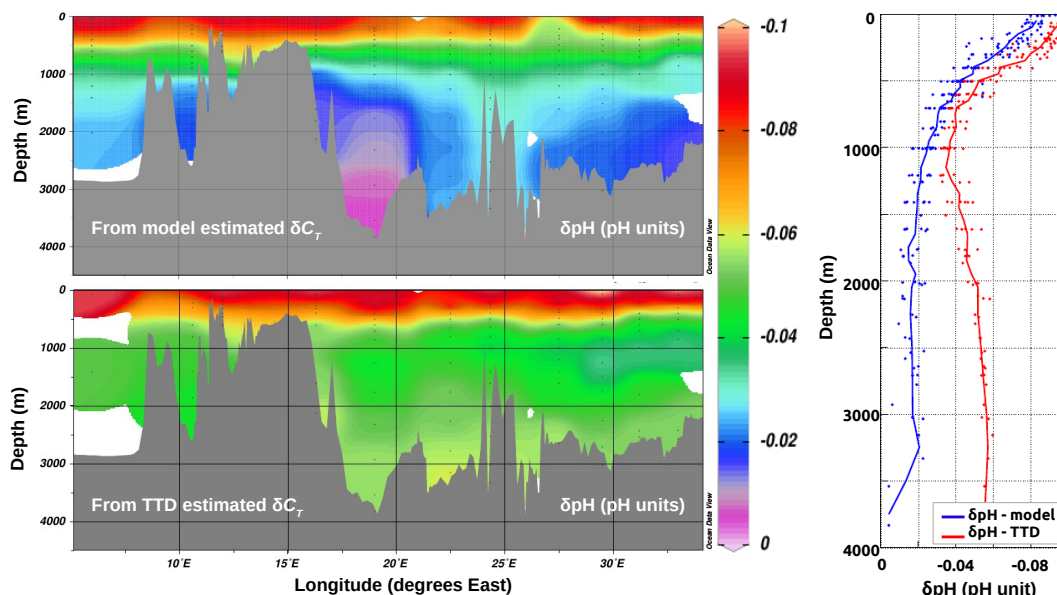 0
1000
2000
3000
4000
Depth (m)
From model estimated δC_T
δpH (pH units)
Ocean Data View
0
1000
2000
3000
4000
Depth (m)
From TTD estimated δC_T
δpH (pH units)
Ocean Data View
10°E
15°E
20°E
25°E
30°E
Longitude (degrees East)
-0.1
-0.08
-0.06
-0.04
-0.02
0
0
1000
2000
3000
4000
Depth (m)
δpH - model
δpH - TTD
0
-0.04
-0.08
δpH (pH unit)